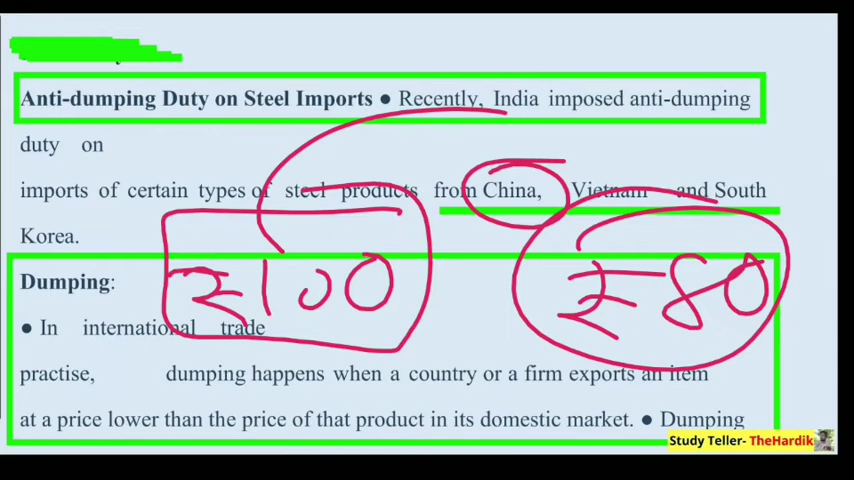 Anti-dumping Duty on Steel Imports ● Recently, India imposed anti-dumping
duty on
imports of certain types of steel products from China, Vietnam and South
Korea.
Dumping:
₹100 ₹80
● In international trade
practise, dumping happens when a country or a firm exports an item
at a price lower than the price of that product in its domestic market. ● Dumping
Study Teller- TheHardik